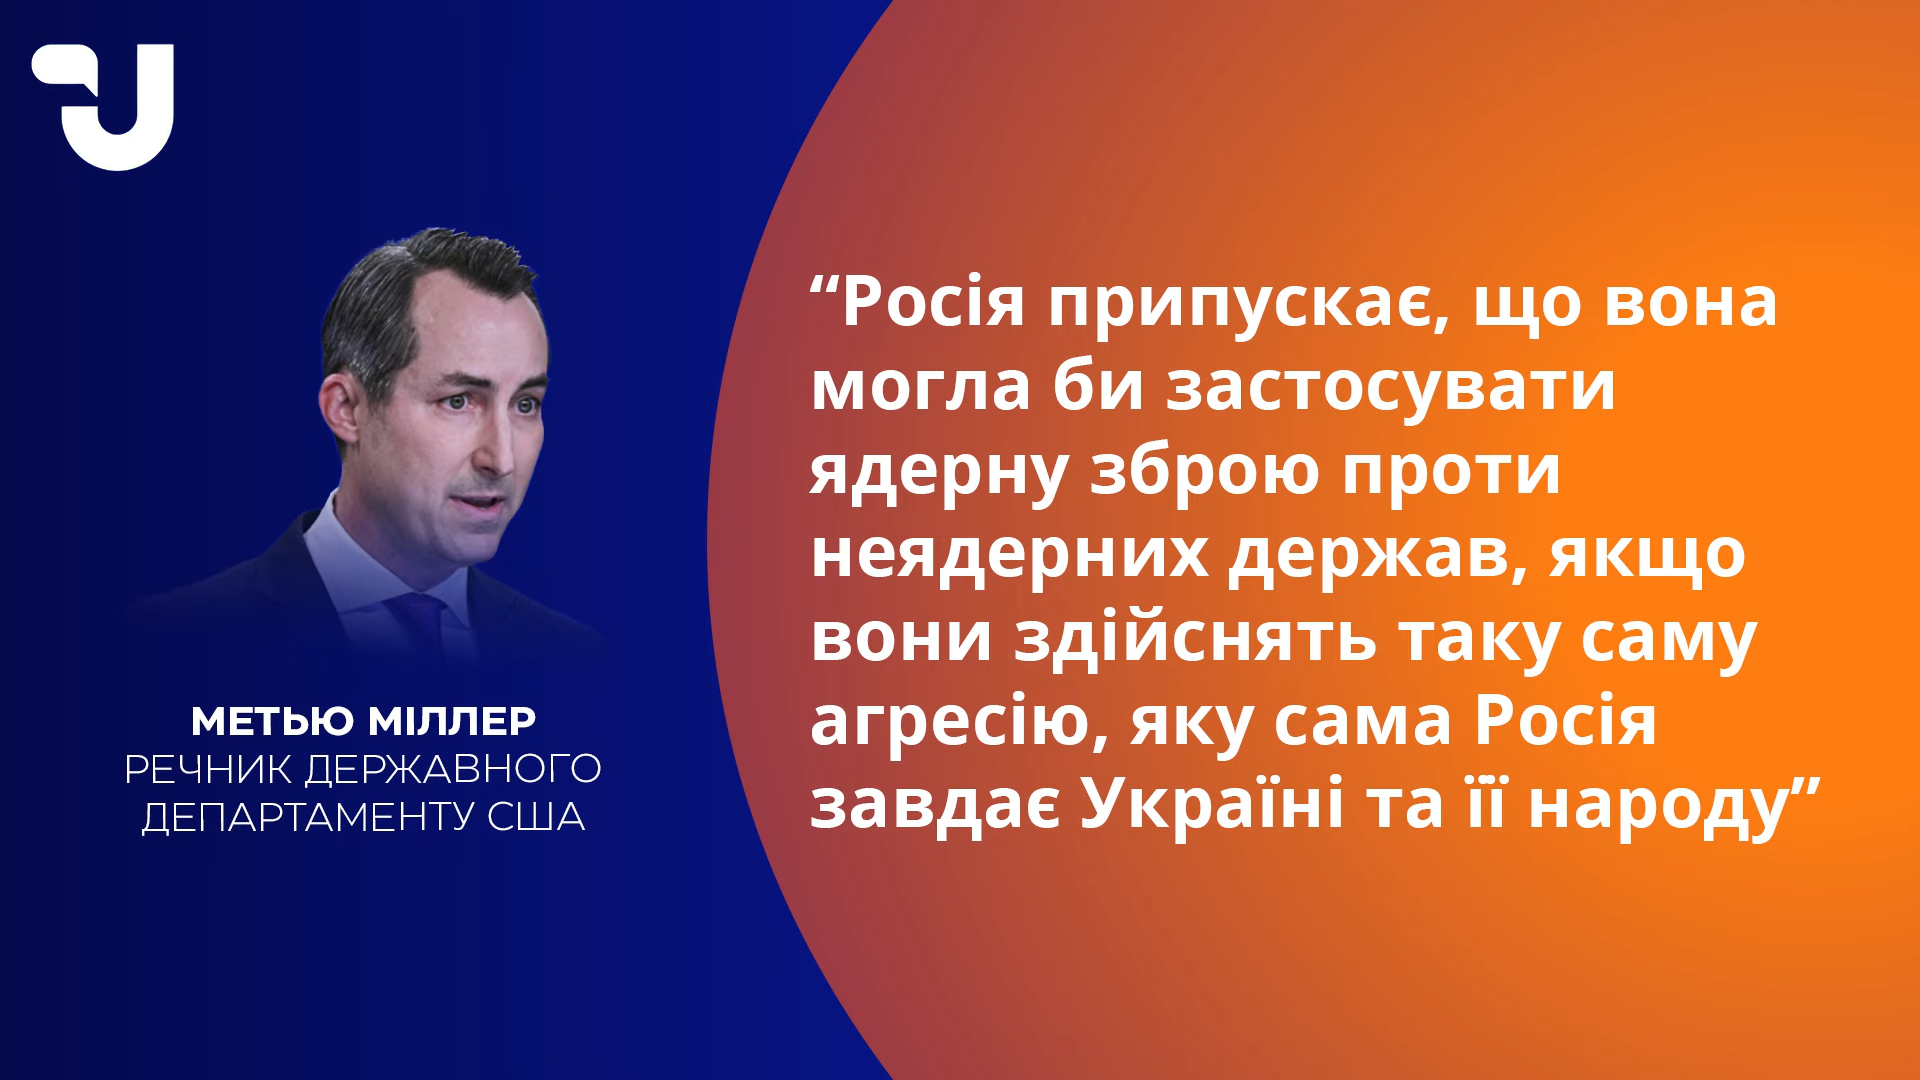 МЕТЬЮ МІЛЛЕР
РЕЧНИК ДЕРЖАВНОГО
ДЕПАРТАМЕНТУ США
“Росія припускає, що вона
могла би застосувати
ядерну зброю проти
неядерних держав, якщо
вони здійснять таку саму
агресію, яку сама Росія
завдає Україні та її народу”